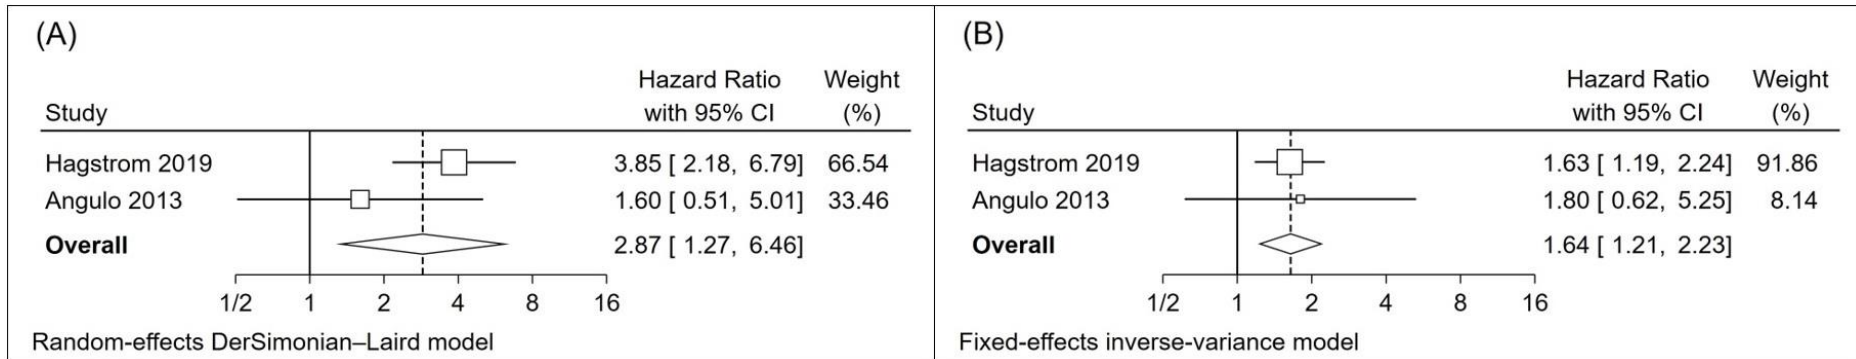 (A)
Hazard Ratio Weight
Study with 95% CI (%)
Hagstrom 2019 3.85 [ 2.18, 6.79] 66.54
Angulo 2013 1.60 [ 0.51, 5.01] 33.46
Overall 2.87 [ 1.27, 6.46]
1/2 1 2 4 8 16
Random-effects DerSimonian–Laird model
(B)
Hazard Ratio Weight
Study with 95% CI (%)
Hagstrom 2019 1.63 [ 1.19, 2.24] 91.86
Angulo 2013 1.80 [ 0.62, 5.25] 8.14
Overall 1.64 [ 1.21, 2.23]
1/2 1 2 4 8 16
Fixed-effects inverse-variance model